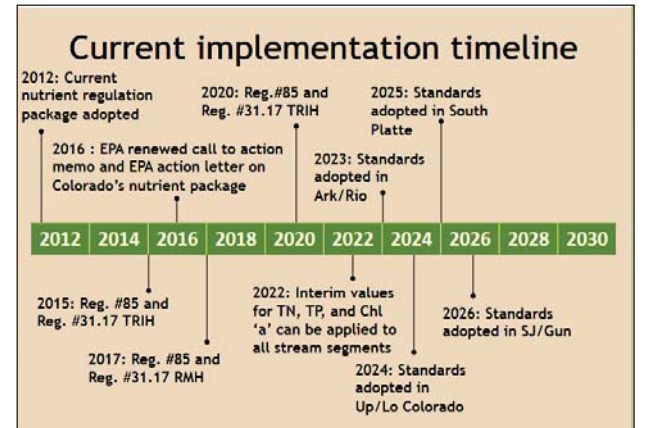 Current implementation timeline
2012: Current
nutrient regulation
package adopted
2016 : EPA renewed call to action
memo and EPA action letter on
Colorado's nutrient package
2020: Reg.#85 and
Reg. #31.17 TRIH
2023: Standards
adopted in
Ark/Rio
2025: Standards
adopted in South
Platte
2012 2014 2016 2018 2020 2022 2024 2026 2028 2030
2015: Reg. #85 and
Reg. #31.17 TRIH
2017: Reg. #85 and
Reg. #31.17 RMH
2022: Interim values
for TN, TP, and Chl
'a' can be applied to
all stream segments
2024: Standards
adopted in
Up/Lo Colorado
2026: Standards
adopted in SJ/Gun